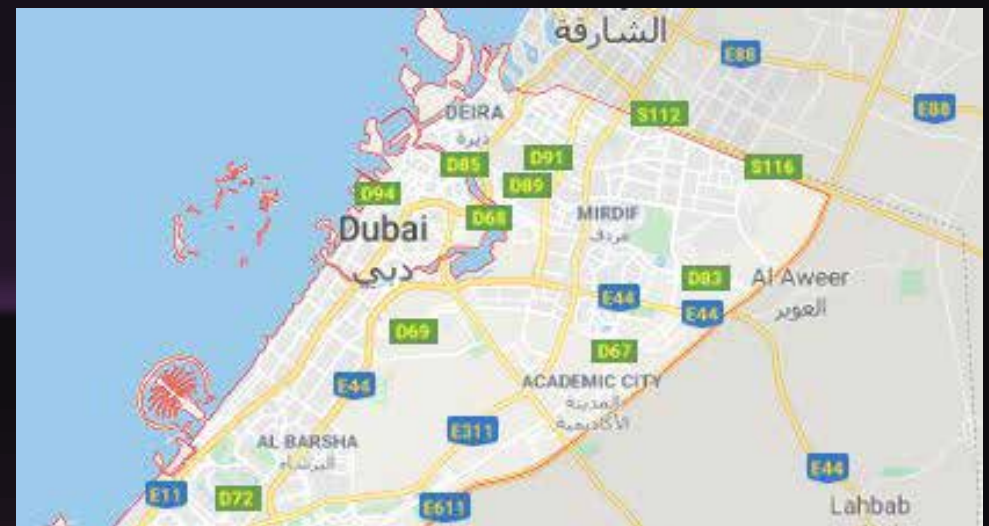 الشارقة
E88
E88
DEIRA
ديرة
S112
D85
D91
S116
D94
D89
D68
MIRDIF
مردف
Dubai
دبي
D83
Al Aweer
العوير
E44
E44
D69
D67
E44
ACADEMIC CITY
المدينة
الأكاديمية
E311
AL BARSHA
البرشاء
E44
E11
D72
E611
Lahbab